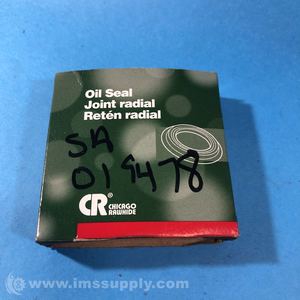 Oil Seal
Joint radial
Retén radial
SA
019478
CR® CHICAGO
RAWHIDE
© www.imssupply.com